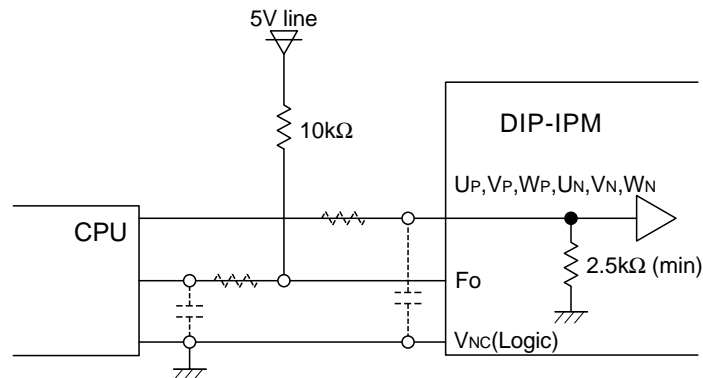 5V line
10kΩ
DIP-IPM
UP,VP,WP,UN,VN,WN
CPU
2.5kΩ (min)
Fo
VNC(Logic)